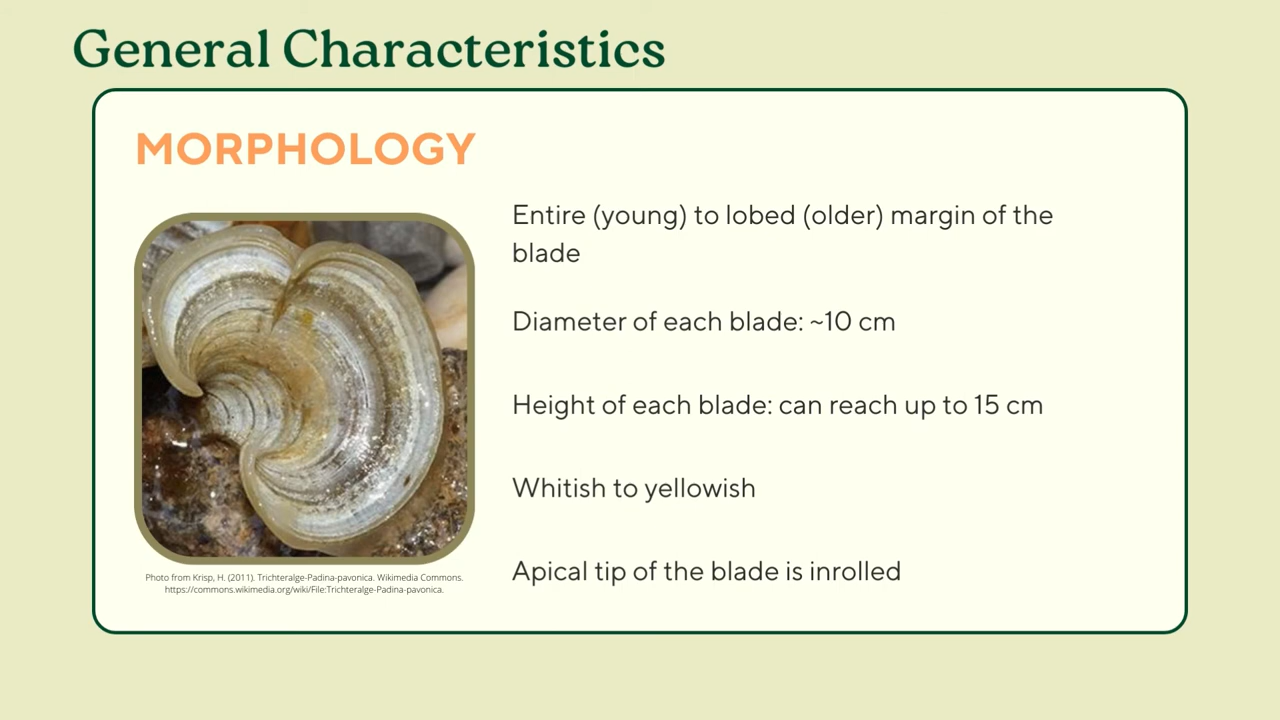 General Characteristics
MORPHOLOGY
Entire (young) to lobed (older) margin of the
blade
Diameter of each blade: ~10 cm
Height of each blade: can reach up to 15 cm
Whitish to yellowish
Apical tip of the blade is inrolled
Photo from Krisp, H. (2011). Trichteralge-Padina-pavonica. Wikimedia Commons.
https://commons.wikimedia.org/wiki/File:Trichteralge-Padina-pavonica.